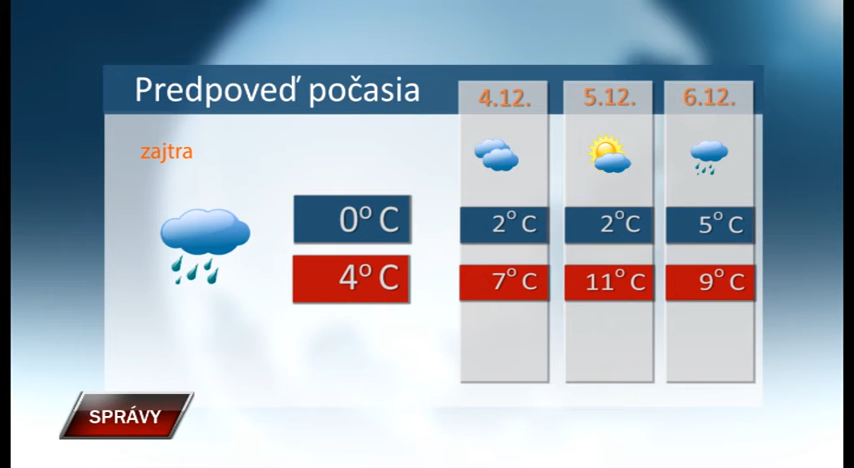 Predpoveď počasia
zajtra
0° C
4° C
4.12. 5.12. 6.12.
2° C 2°C 5° C
7° C 11° C 9° C
SPRÁVY